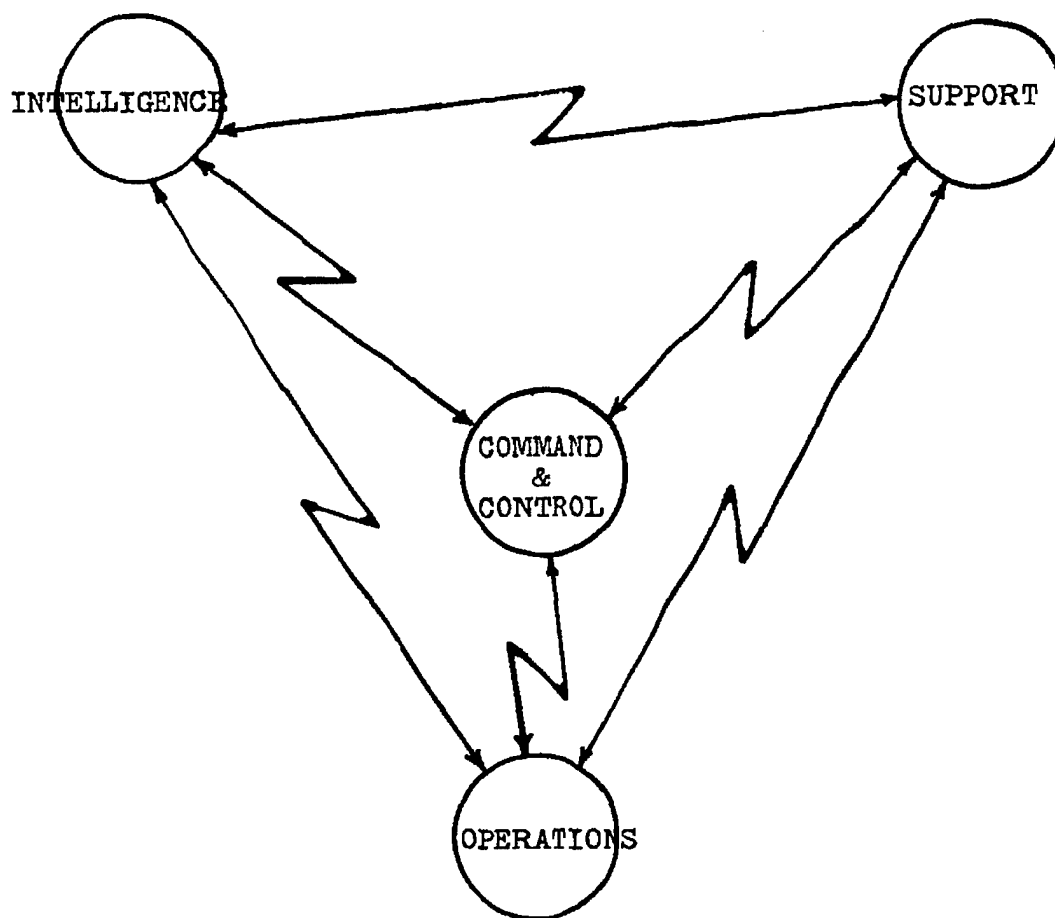 INTELLIGENCE
SUPPORT
COMMAND
&
CONTROL
OPERATIONS